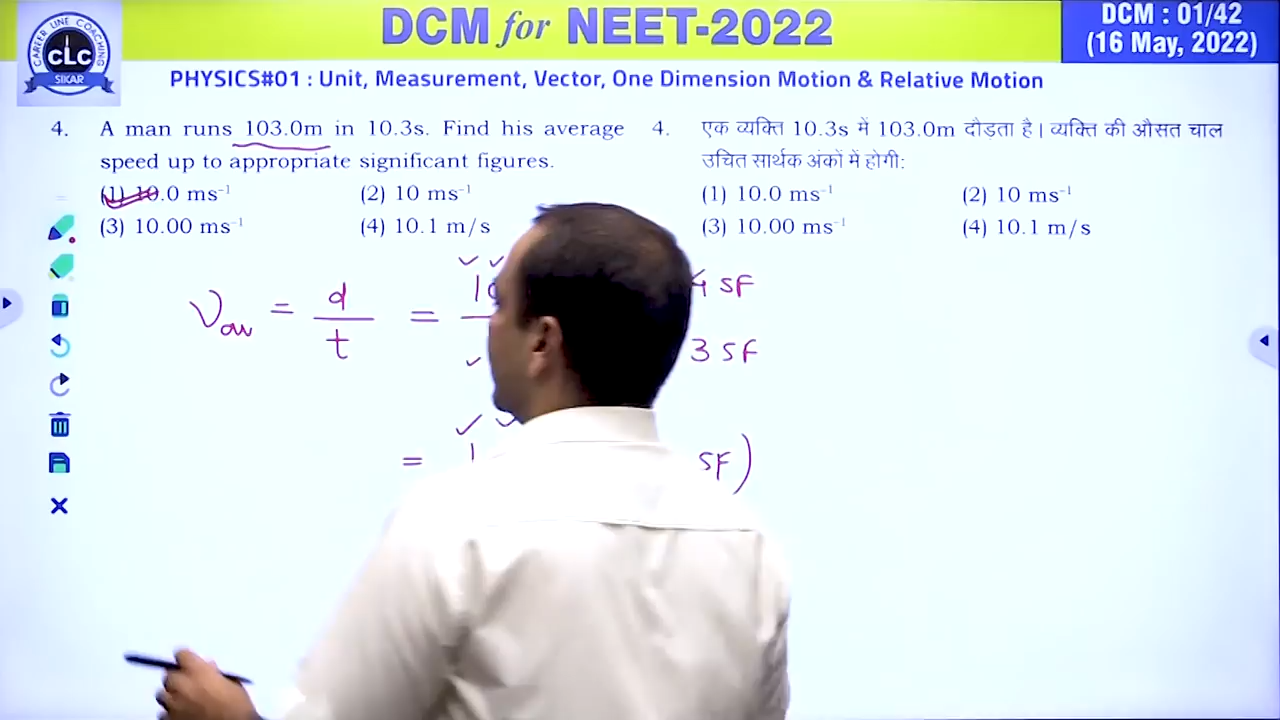 DCM for NEET-2022
DCM : 01/42
(16 May, 2022)
CAREER LINE COACHING
CLC
SIKAR
PHYSICS#01 : Unit, Measurement, Vector, One Dimension Motion & Relative Motion
4. A man runs 103.0m in 10.3s. Find his average
speed up to appropriate significant figures.
(1) 10.0 ms⁻¹ (2) 10 ms⁻¹
(3) 10.00 ms⁻¹ (4) 10.1 m/s
4. एक व्यक्ति 10.3s में 103.0m दौड़ता है। व्यक्ति की औसत चाल
उचित सार्थक अंकों में होगी:
(1) 10.0 ms⁻¹ (2) 10 ms⁻¹
(3) 10.00 ms⁻¹ (4) 10.1 m/s
4 SF
V_av = d/t =
3 SF
= SF)